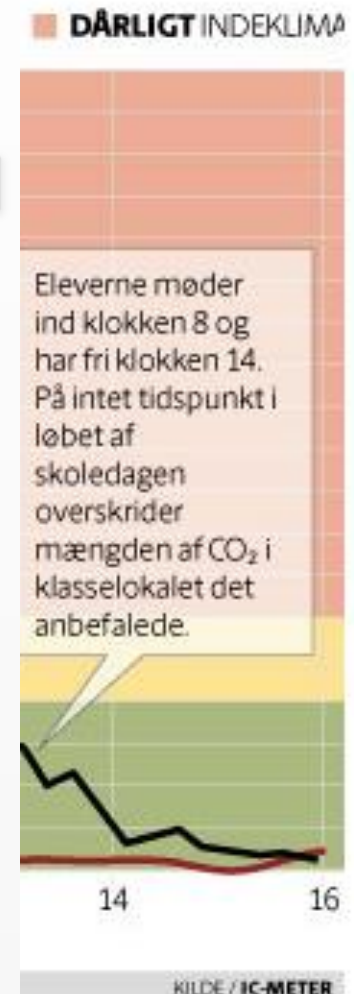 DÅRLIGT INDEKLIMA
Eleverne møder
ind klokken 8 og
har fri klokken 14.
På intet tidspunkt i
løbet af
skoledagen
overskrider
mængden af CO₂ i
klasselokalet det
anbefalede.
14 16
KILDE / IC-METER